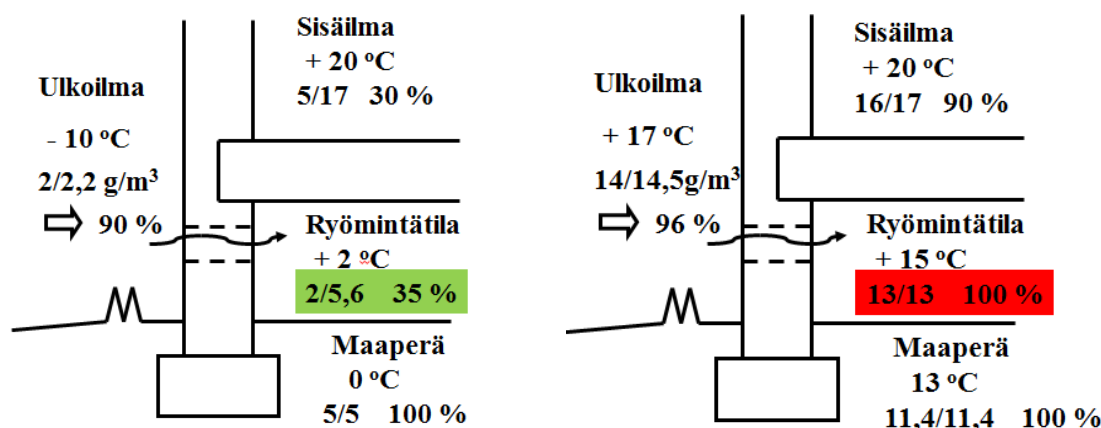 Sisäilma
+ 20 ºC
5/17 30 %
Ulkoilma
- 10 ºC
2/2,2 g/m³
90 %
Ryömintätila
+ 2 ºC
2/5,6 35 %
Maaperä
0 ºC
5/5 100 %
Sisäilma
+ 20 ºC
16/17 90 %
Ulkoilma
+ 17 ºC
14/14,5g/m³
96 %
Ryömintätila
+ 15 ºC
13/13 100 %
Maaperä
13 ºC
11,4/11,4 100 %